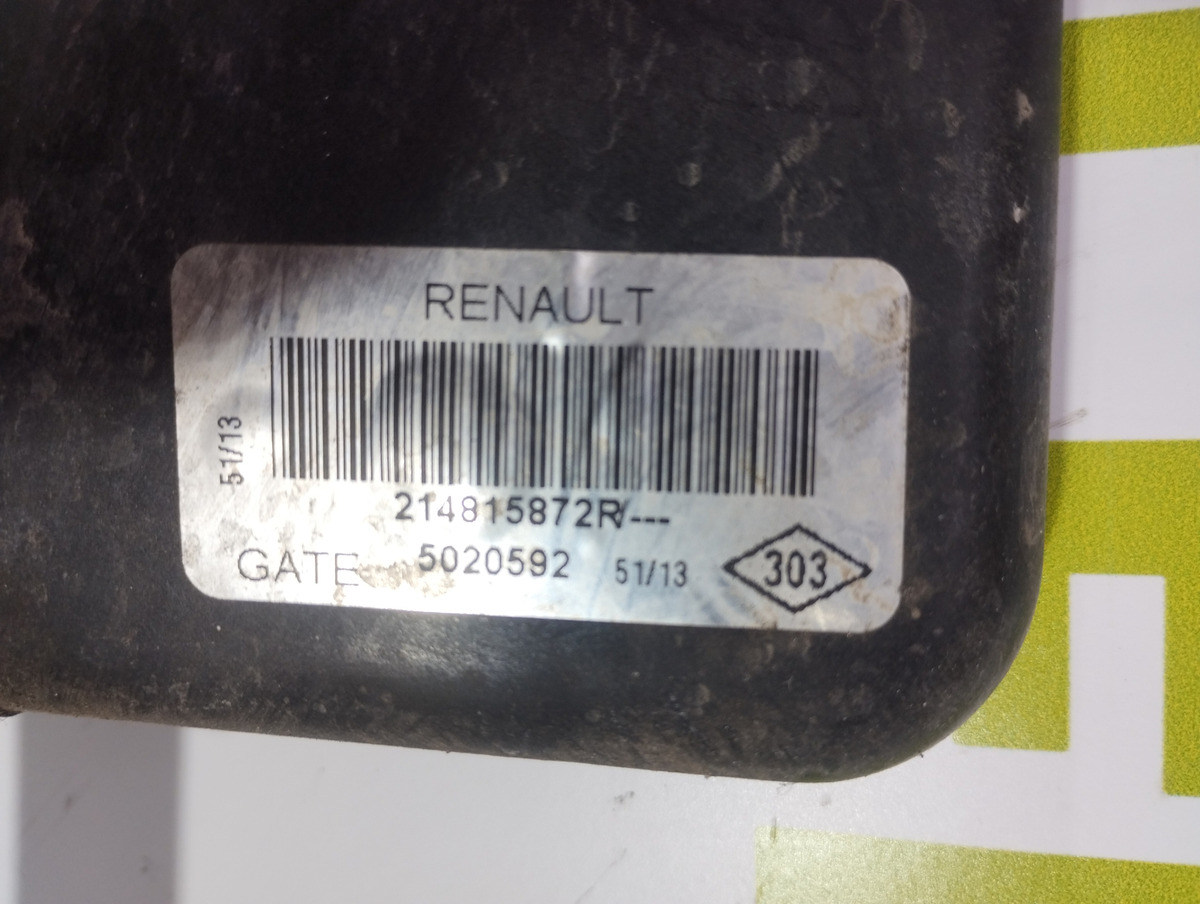 RENAULT
51/13
214815872R/---
GATE 5020592 51/13 303